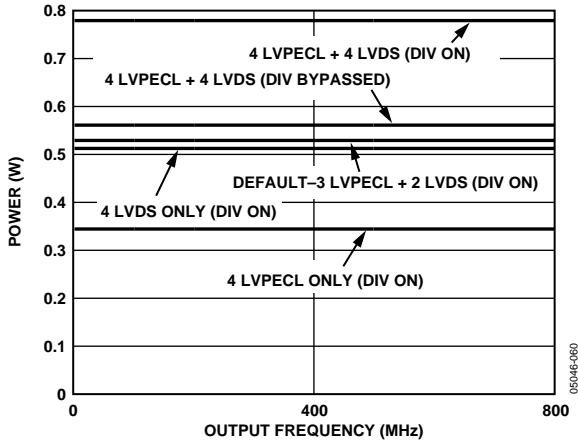 0.8
4 LVPECL + 4 LVDS (DIV ON)
0.7
4 LVPECL + 4 LVDS (DIV BYPASSED)
0.6
0.5
DEFAULT–3 LVPECL + 2 LVDS (DIV ON)
0.4
4 LVDS ONLY (DIV ON)
0.3
4 LVPECL ONLY (DIV ON)
0.2
0.1
0
POWER (W)
0
400
800
OUTPUT FREQUENCY (MHz)
05046-060